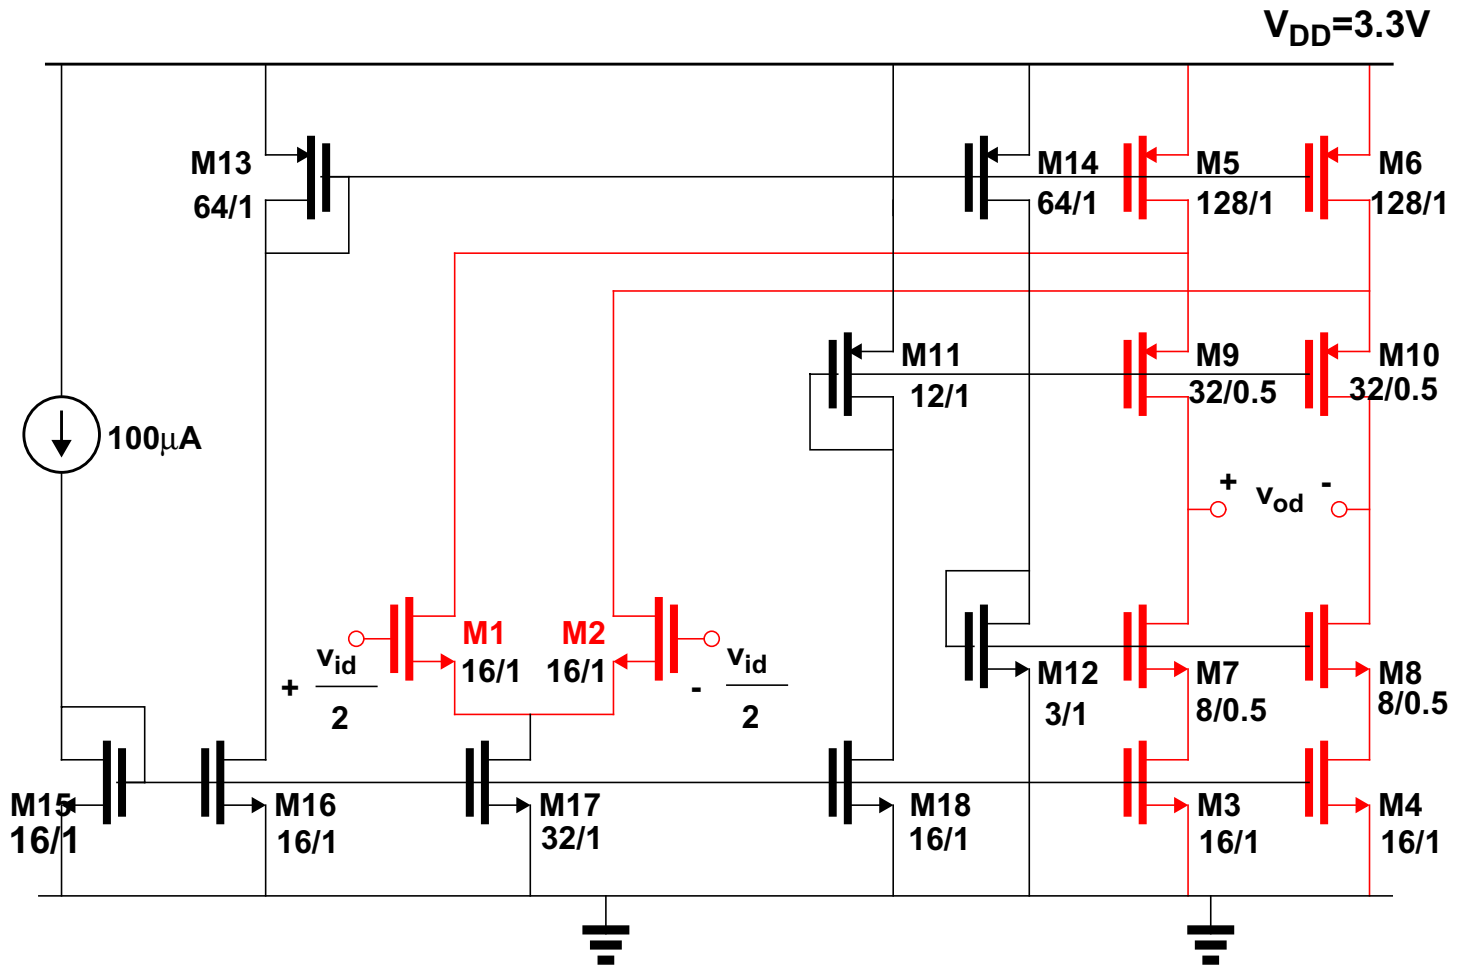 VDD=3.3V
M13
64/1
M14
64/1
M5
128/1
M6
128/1
M11
12/1
M9
32/0.5
M10
32/0.5
100μA
+ vod -
M1
16/1
M2
16/1
+ vid
2
- vid
2
M12
3/1
M7
8/0.5
M8
8/0.5
M15
16/1
M16
16/1
M17
32/1
M18
16/1
M3
16/1
M4
16/1